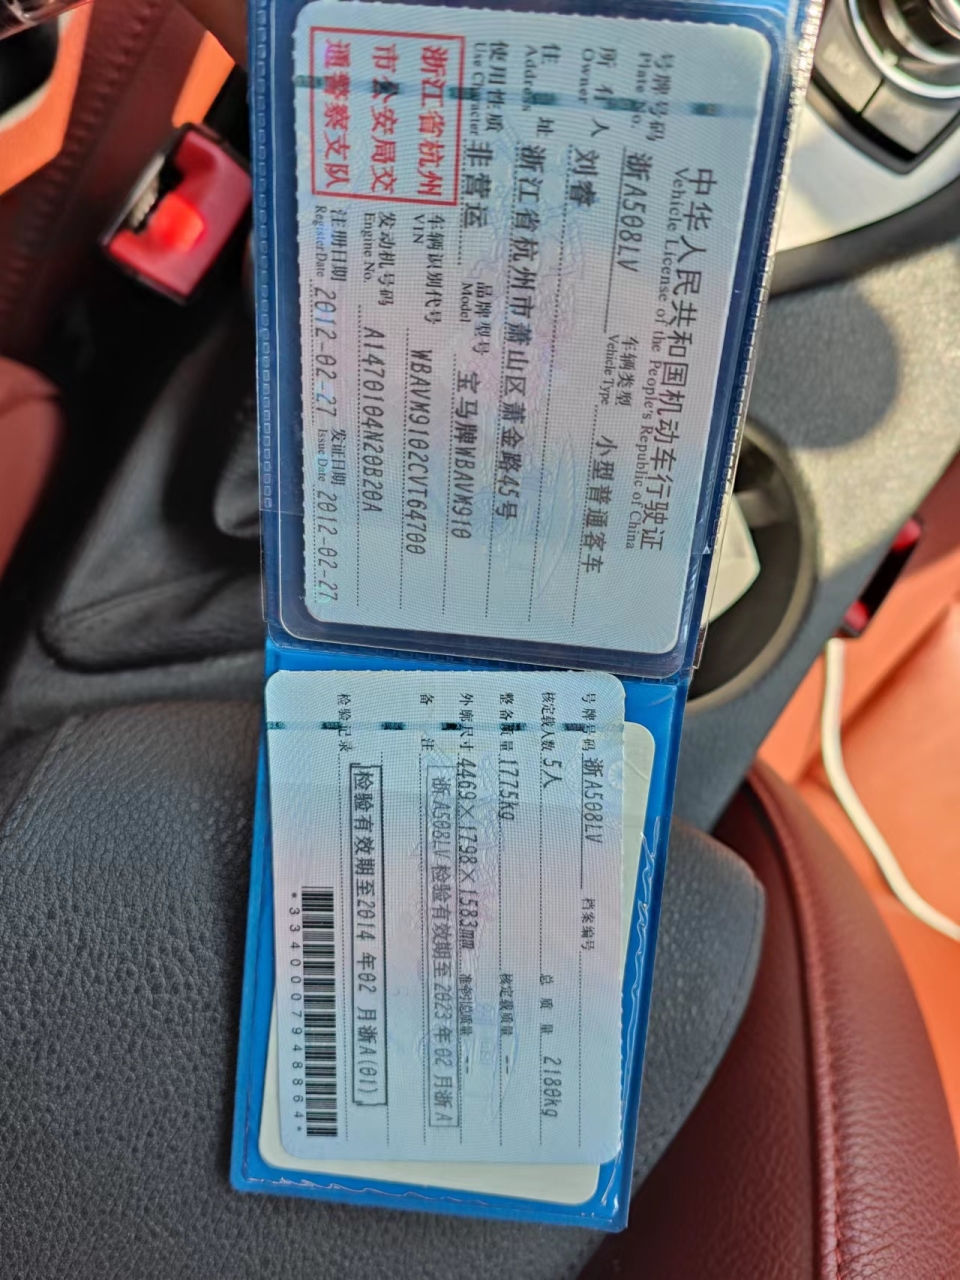 中华人民共和国机动车行驶证
Vehicle License of the People's Republic of China
号牌号码 浙A508LV 车辆类型 小型普通客车
Plate No. Vehicle Type
所有人 刘睿
Owner
住址 浙江省杭州市萧山区萧金路45号
Address
使用性质 非营运 品牌型号 宝马牌WBAVM910
Use Character Model
浙江省杭州
市公安局交
通警察支队
车辆识别代号 WBAVM9102CVT64700
VIN
发动机号码 A1470104N20B20A
Engine No.
注册日期 2012-02-27 发证日期 2012-02-27
Register Date Issue Date
号牌号码 浙A508LV 档案编号
核定载人数 5人 总质量 2180kg
整备质量 1775kg 核定载质量 --
外廓尺寸 4469×1798×1583mm 准牵引总质量 --
备注 浙A508LV检验有效期至2023年02月浙A
检验记录 检验有效期至2014年02月浙A(01)
*3340007948864*